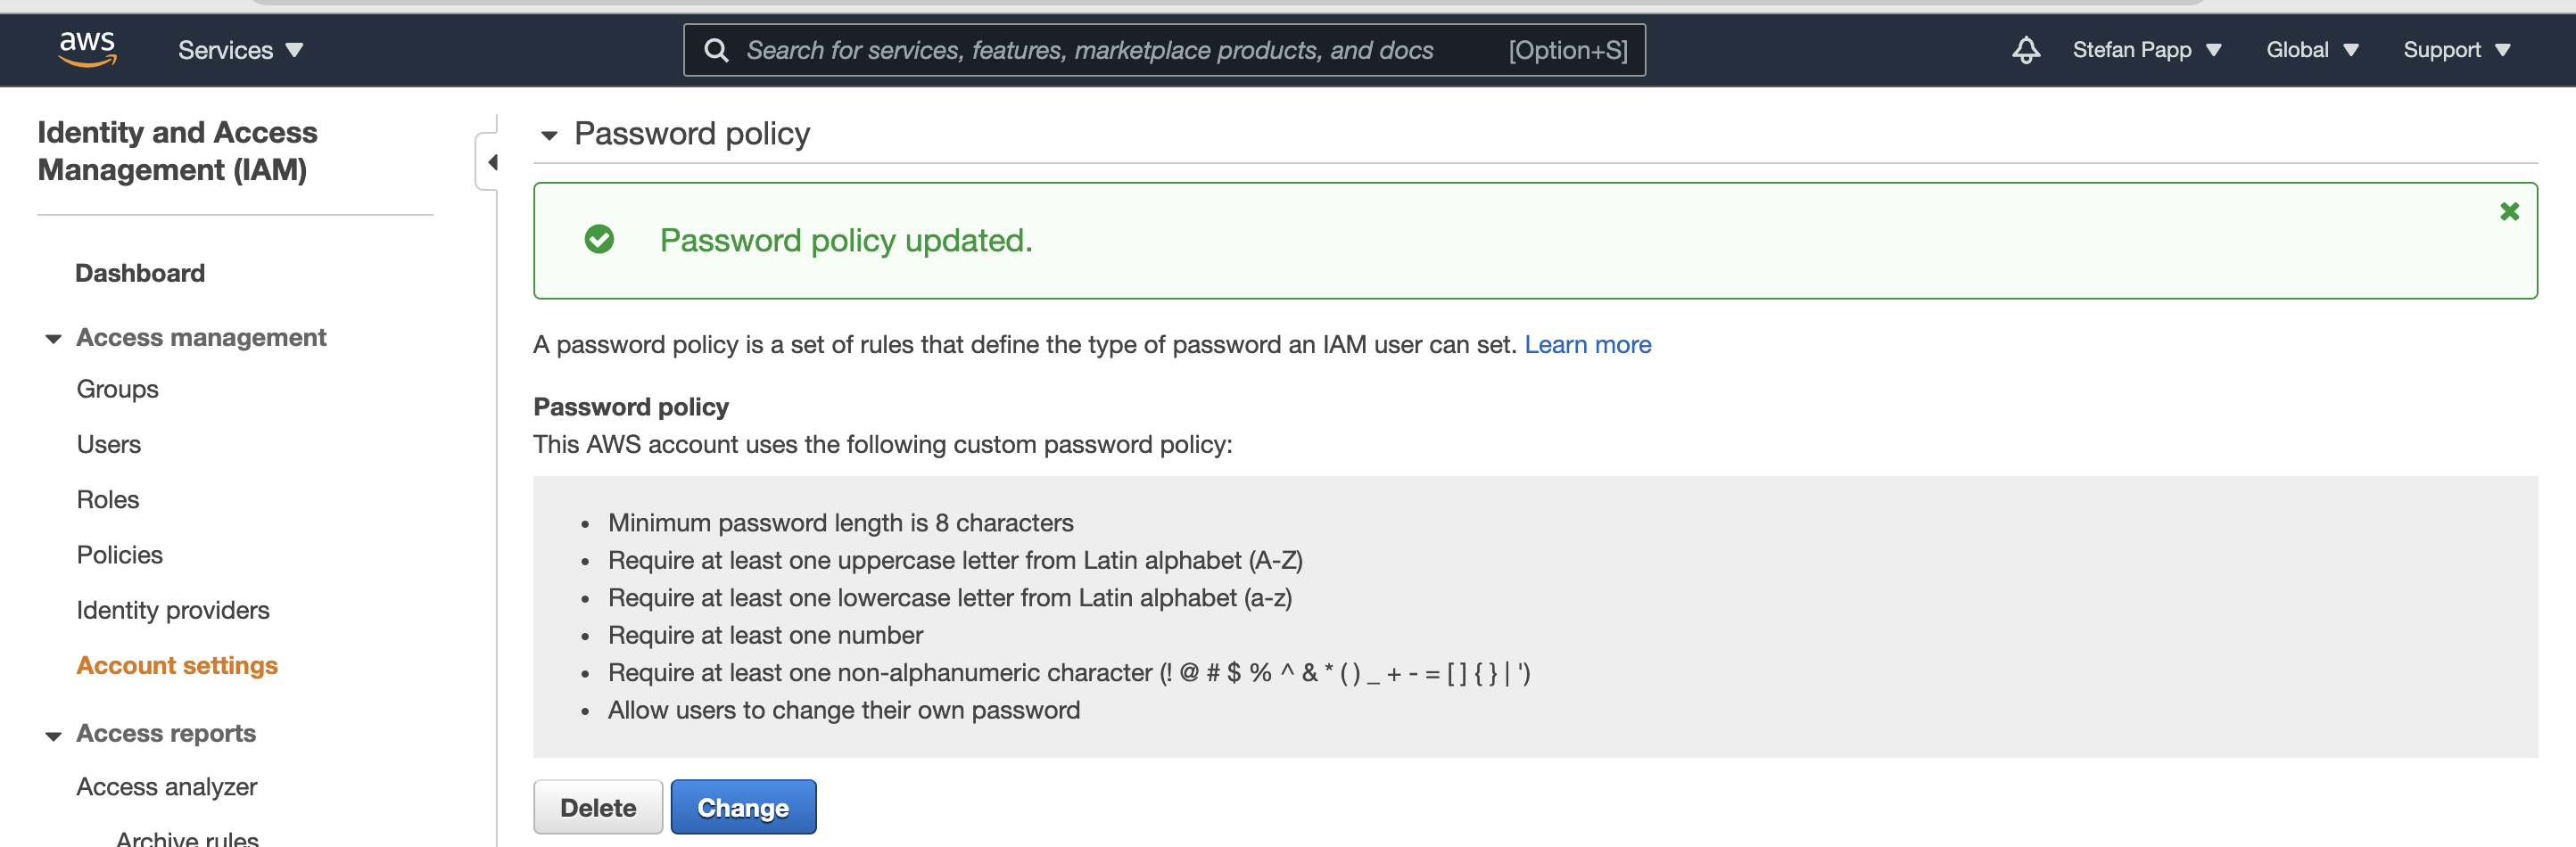 aws
Services
Search for services, features, marketplace products, and docs [Option+S]
Stefan Papp
Global
Support
Identity and Access
Management (IAM)
Dashboard
Access management
Groups
Users
Roles
Policies
Identity providers
Account settings
Access reports
Access analyzer
Archive rules
Password policy
Password policy updated.
A password policy is a set of rules that define the type of password an IAM user can set. Learn more
Password policy
This AWS account uses the following custom password policy:
• Minimum password length is 8 characters
• Require at least one uppercase letter from Latin alphabet (A-Z)
• Require at least one lowercase letter from Latin alphabet (a-z)
• Require at least one number
• Require at least one non-alphanumeric character (! @ # $ % ^ & * ( ) _ + - = [ ] { } | ')
• Allow users to change their own password
Delete
Change